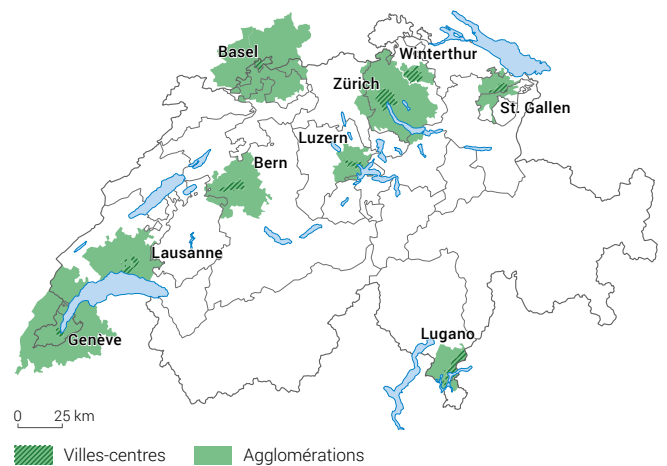 Basel
Winterthur
Zürich
St. Gallen
Luzern
Bern
Lausanne
Genève
Lugano
0 25 km
Villes-centres
Agglomérations